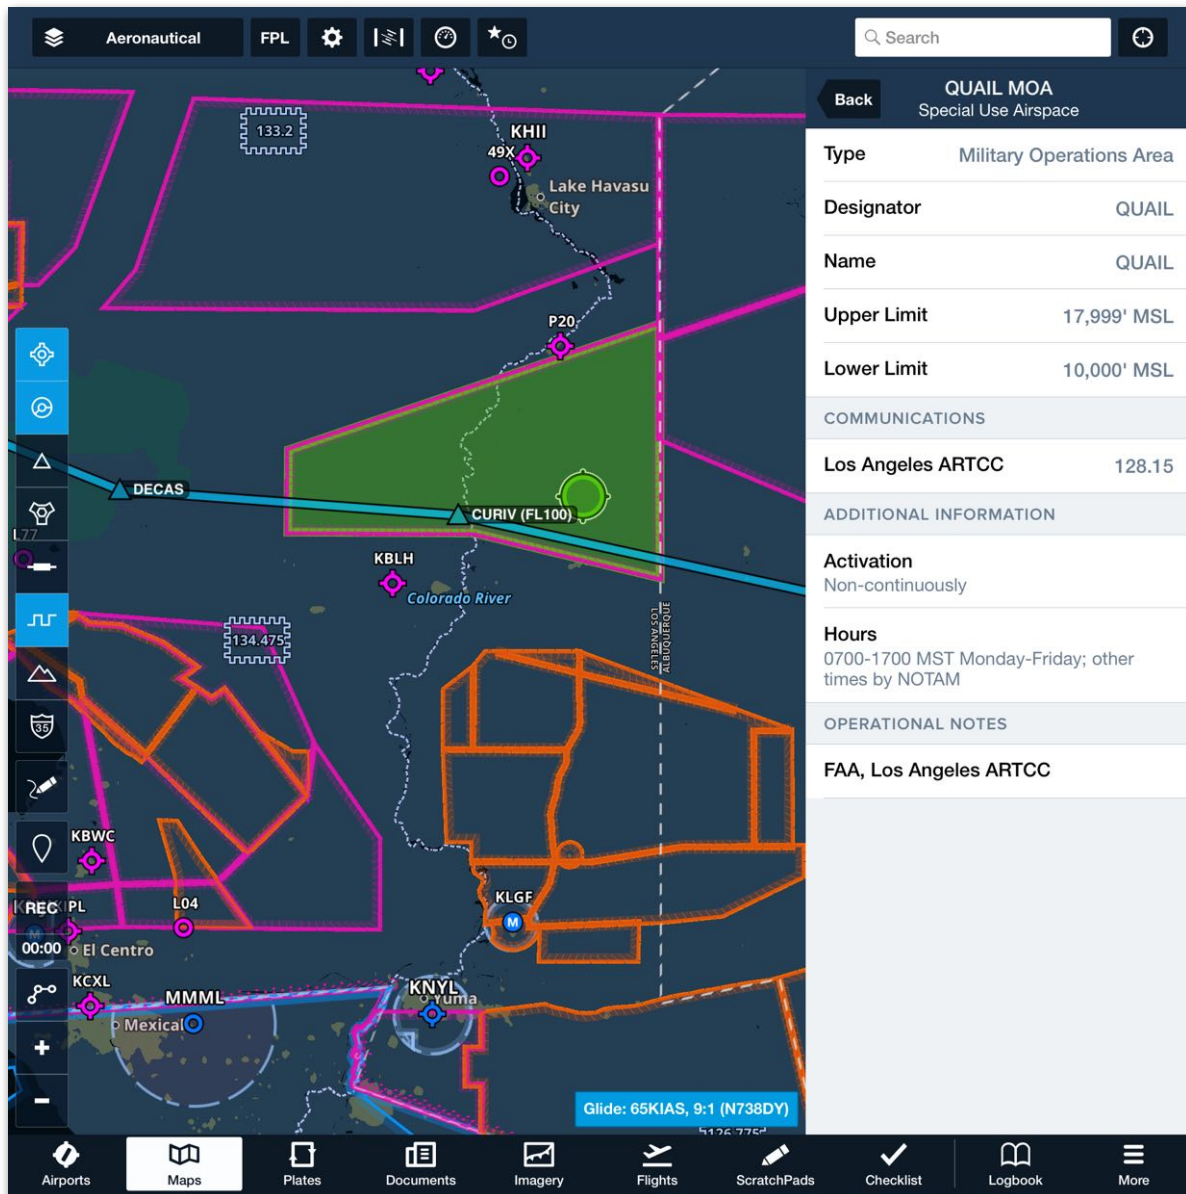 Aeronautical
FPL
Search
133.2
KHII
49X
Lake Havasu
City
P20
DECAS
CURIV (FL100)
L77
KBLH
Colorado River
134.475
LOS ANGELES
ALBUQUERQUE
35
KBWC
REC
IPL
L04
KLGF
M
M
00:00
El Centro
KCXL
MMML
KNYL
Yuma
Mexical
Glide: 65KIAS, 9:1 (N738DY)
126.775
Back
QUAIL MOA
Special Use Airspace
Type
Military Operations Area
Designator
QUAIL
Name
QUAIL
Upper Limit
17,999' MSL
Lower Limit
10,000' MSL
COMMUNICATIONS
Los Angeles ARTCC
128.15
ADDITIONAL INFORMATION
Activation
Non-continuously
Hours
0700-1700 MST Monday-Friday; other
times by NOTAM
OPERATIONAL NOTES
FAA, Los Angeles ARTCC
Airports
Maps
Plates
Documents
Imagery
Flights
ScratchPads
Checklist
Logbook
More